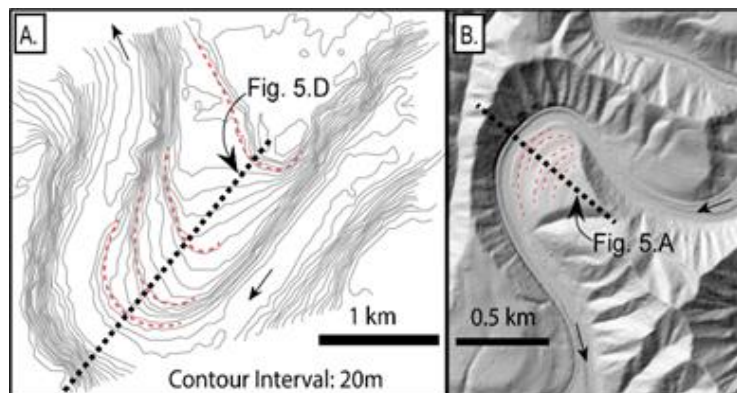 A.
Fig. 5.D
1 km
Contour Interval: 20m
B.
Fig. 5.A
0.5 km